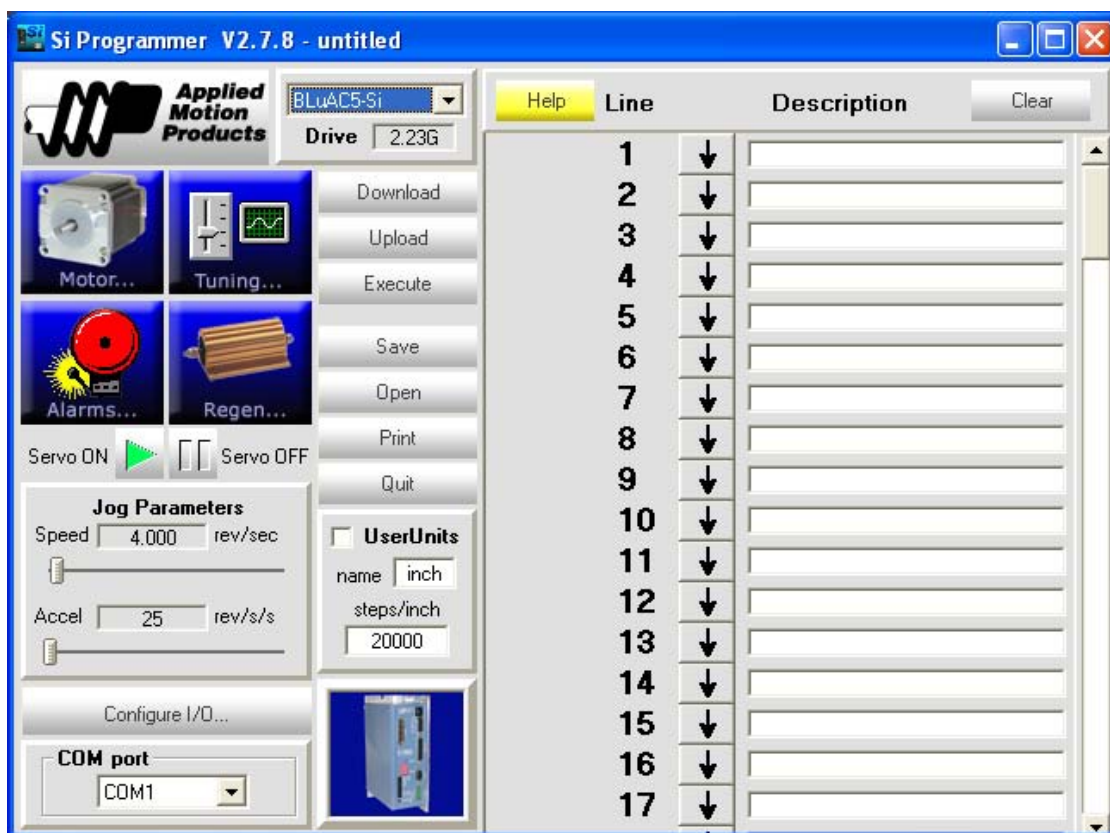 Si Programmer V2.7.8 - untitled
Applied
Motion
Products
BLuAC5-Si
Drive 2.23G
Help Line Description Clear
Motor... Tuning...
Alarms... Regen...
Servo ON Servo OFF
Download
Upload
Execute
Save
Open
Print
Quit
Jog Parameters
Speed 4.000 rev/sec
Accel 25 rev/s/s
UserUnits
name inch
steps/inch
20000
Configure I/O...
COM port
COM1
1
2
3
4
5
6
7
8
9
10
11
12
13
14
15
16
17